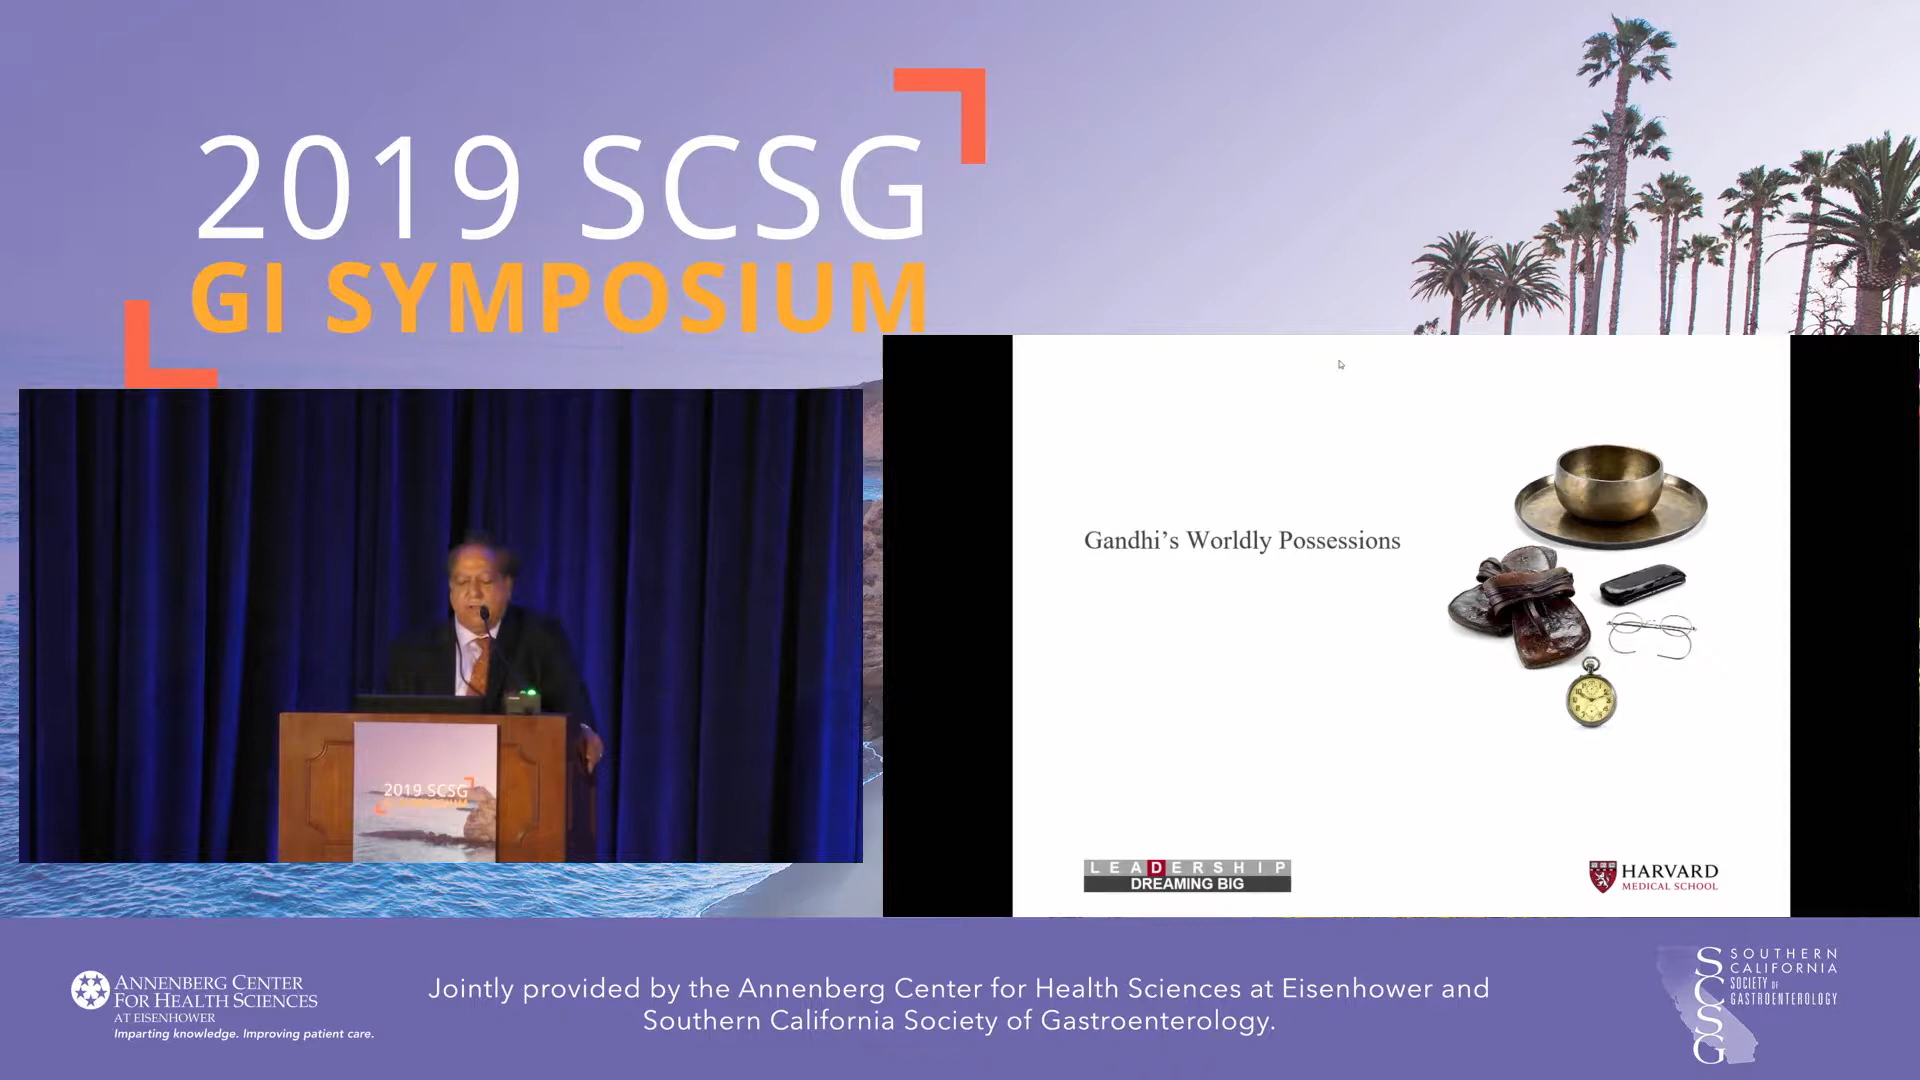 2019 SCSG
GI SYMPOSIUM
2019 SCSG
GI SYMPOSIUM
Gandhi’s Worldly Possessions
LEADERSHIP
DREAMING BIG
HARVARD
MEDICAL SCHOOL
ANNENBERG CENTER
FOR HEALTH SCIENCES
AT EISENHOWER
Imparting knowledge. Improving patient care.
Jointly provided by the Annenberg Center for Health Sciences at Eisenhower and
Southern California Society of Gastroenterology.
SCSG
SOUTHERN
CALIFORNIA
SOCIETY OF
GASTROENTEROLOGY